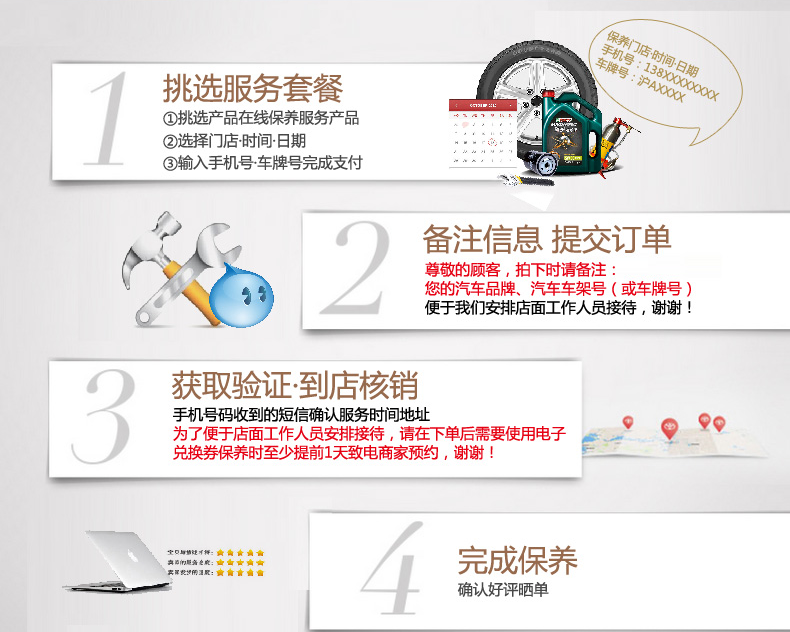 保养门店·时间·日期
手机号：138XXXXXXXX
车牌号：沪AXXXX
1
挑选服务套餐
①挑选产品在线保养服务产品
②选择门店·时间·日期
③输入手机号·车牌号完成支付
2
备注信息 提交订单
尊敬的顾客，拍下时请备注：
您的汽车品牌、汽车车架号（或车牌号）
便于我们安排店面工作人员接待，谢谢！
3
获取验证·到店核销
手机号码收到的短信确认服务时间地址
为了便于店面工作人员安排接待，请在下单后需要使用电子
兑换券保养时至少提前1天致电商家预约，谢谢！
4
完成保养
确认好评晒单